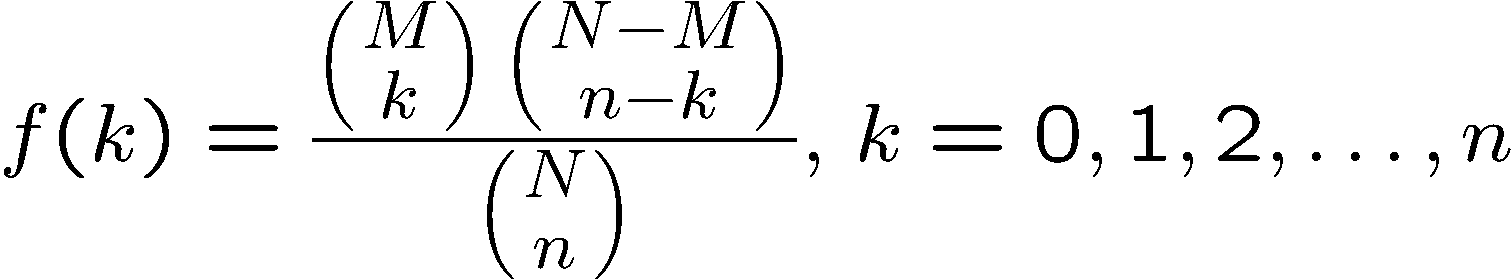 f(k) = \frac{\binom{M}{k} \binom{N-M}{n-k}}{\binom{N}{n}}, k = 0, 1, 2, ..., n